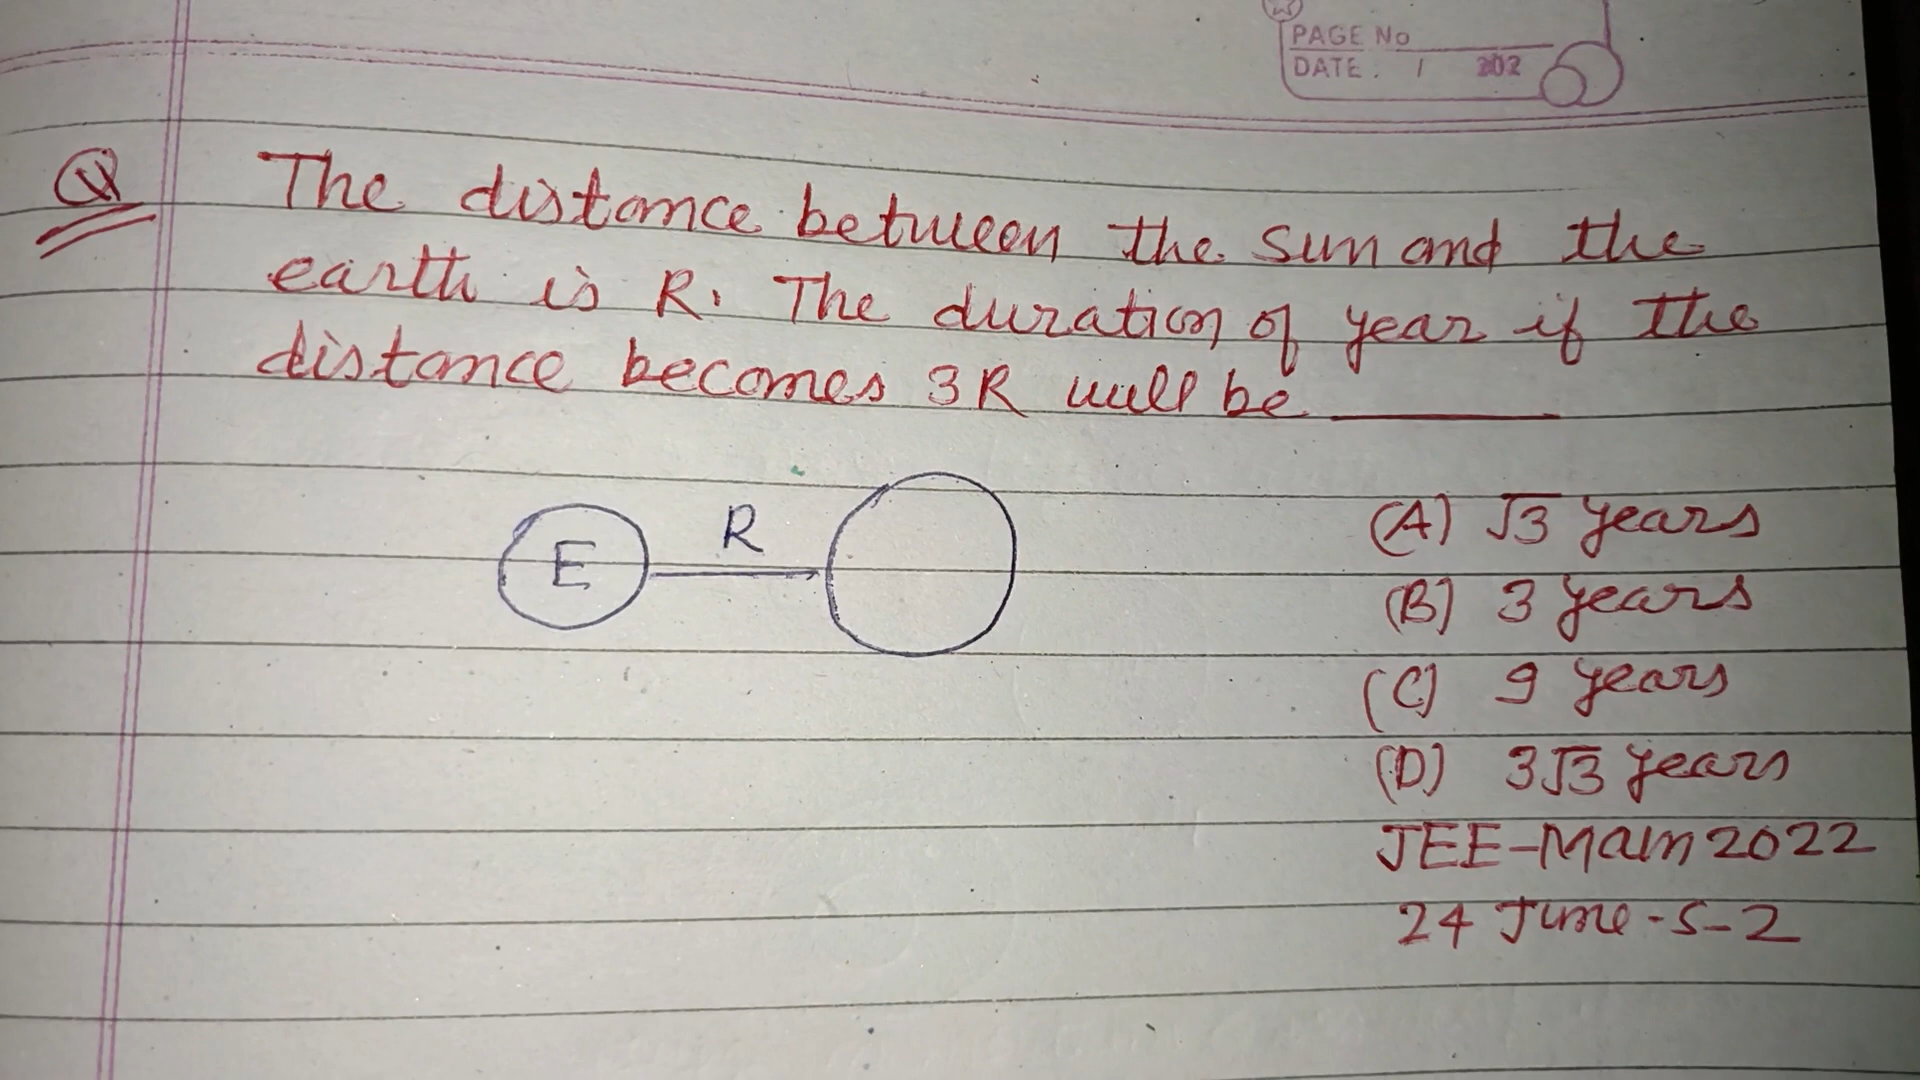 PAGE No
DATE: / 202
Q The distance between the sun and the
earth is R. The duration of year if the
distance becomes 3R will be
E R
(A) √3 years
(B) 3 years
(C) 9 years
(D) 3√3 years
JEE-Main 2022
24 June-S-2